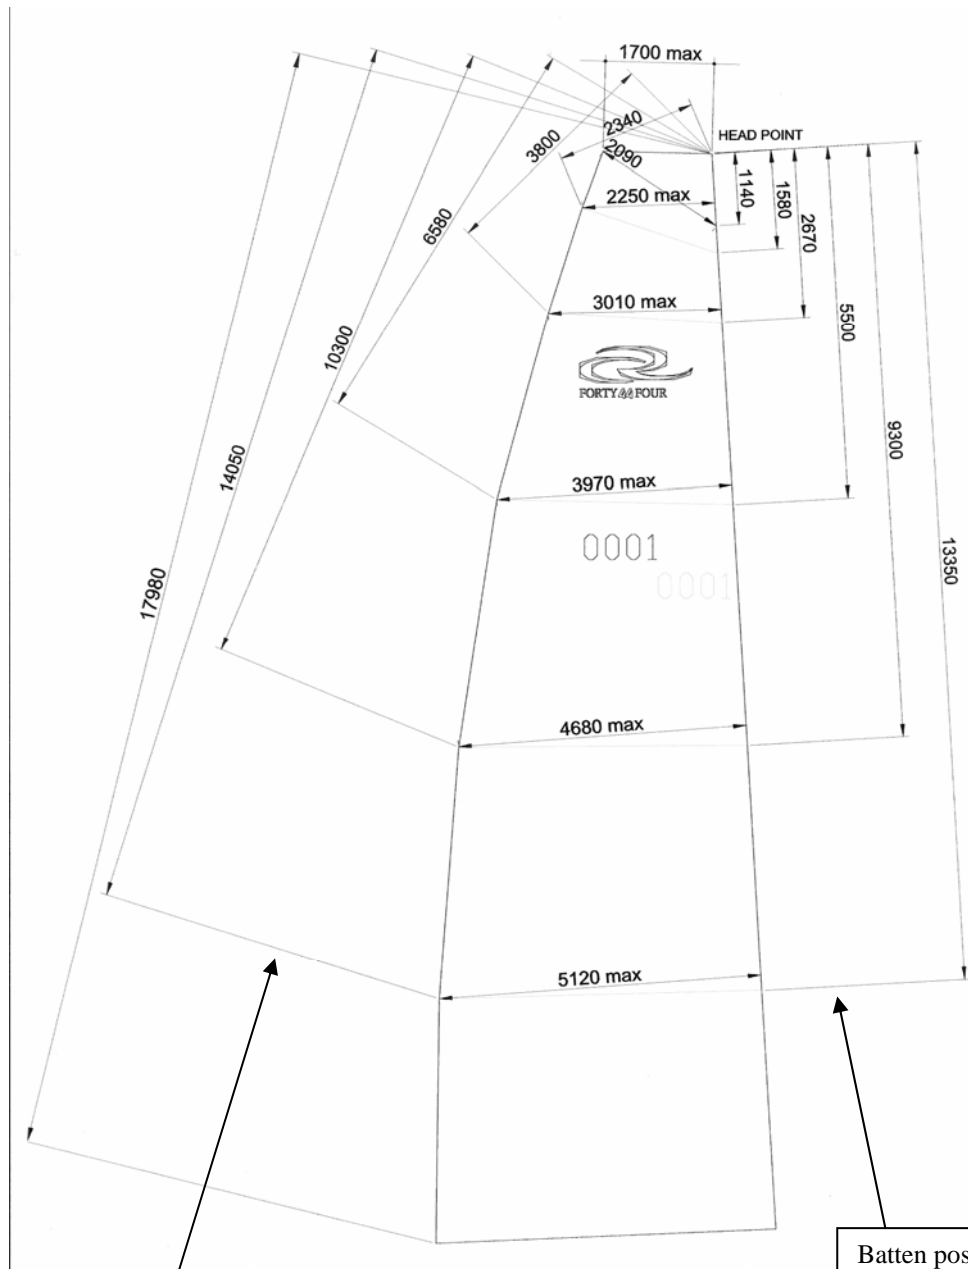 1700 max
2340
3800
HEAD POINT
2090
1140
1580
2250 max
2670
6580
3010 max
5500
10300
FORTY 44 FOUR
14050
9300
3970 max
0001
13350
0001
17980
4680 max
5120 max
Batten pos